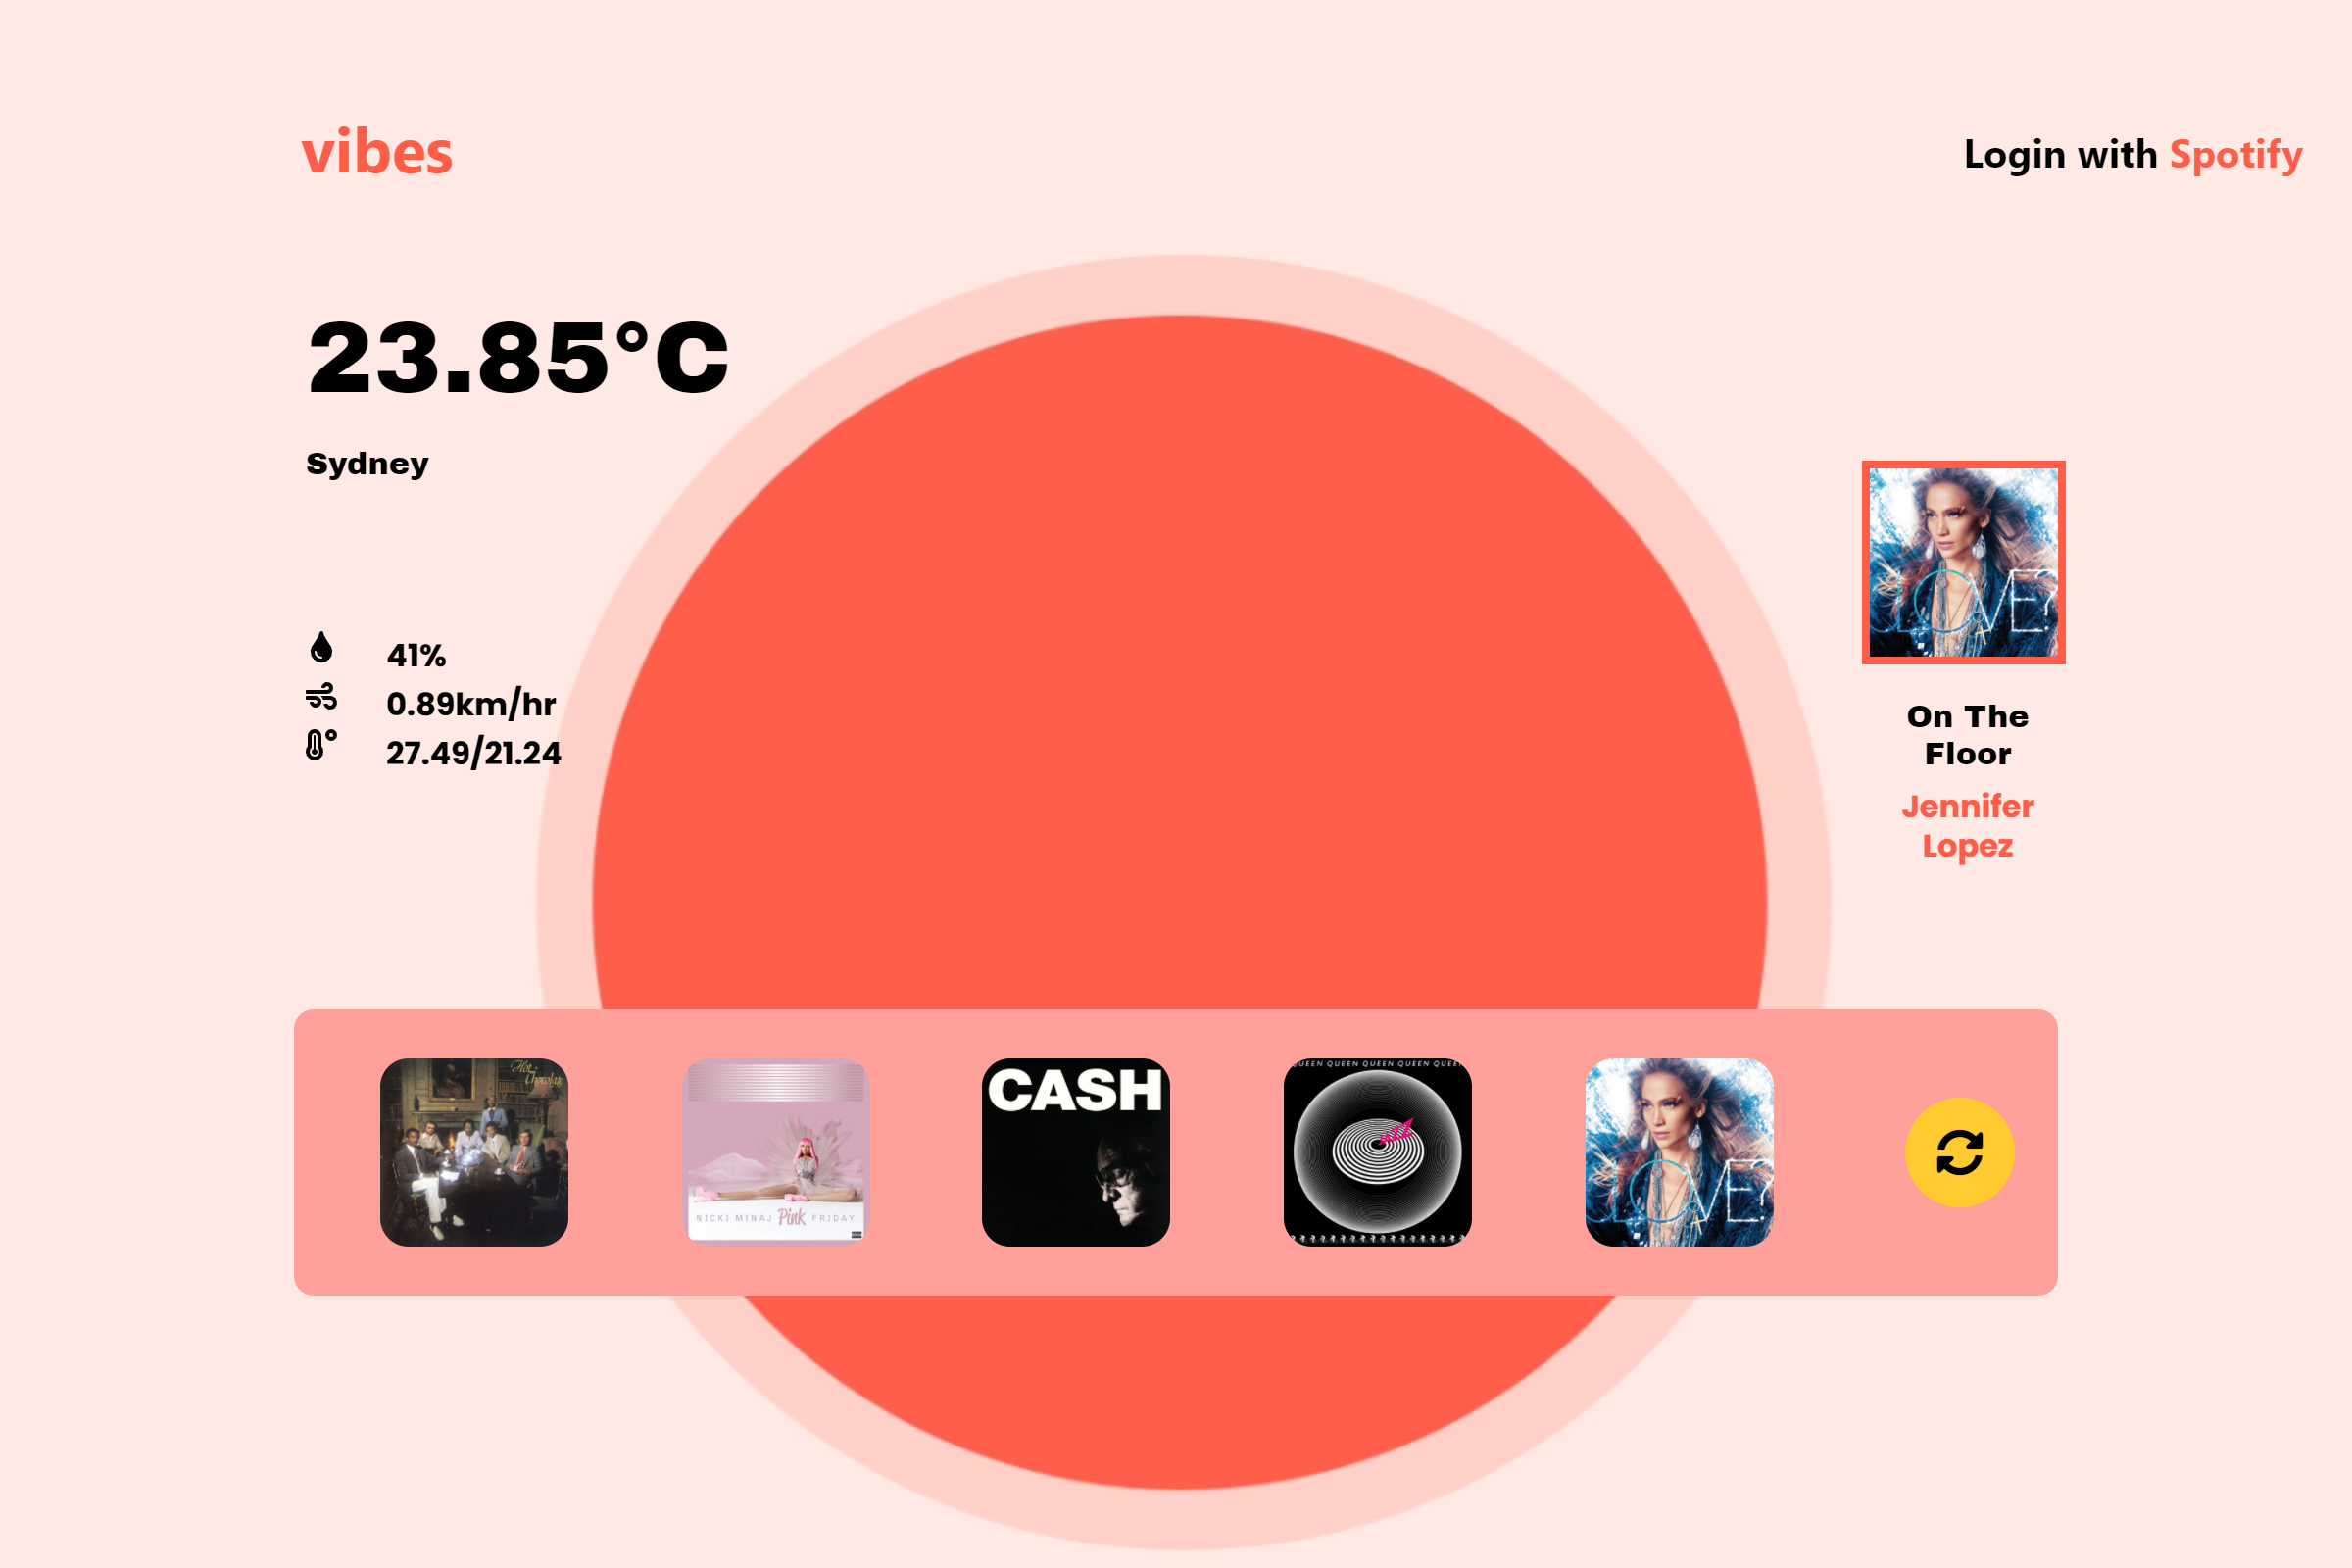 vibes
Login with Spotify
23.85°C
Sydney
41%
0.89km/hr
27.49/21.24
LOVE?
On The
Floor
Jennifer
Lopez
Hot
Chocolate
NICKI MINAJ Pink FRIDAY
CASH
QUEEN QUEEN QUEEN QUEEN
JAZZ
LOVE?